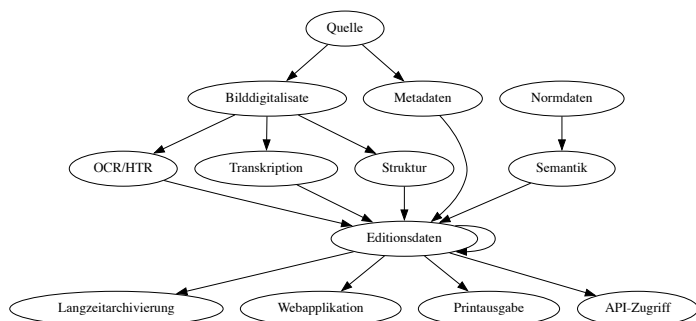 Quelle
Bilddigitalisate Metadaten Normdaten
OCR/HTR Transkription Struktur Semantik
Editionsdaten
Langzeitarchivierung Webapplikation Printausgabe API-Zugriff